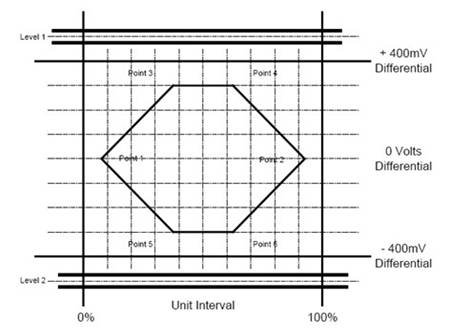 Level 1
+ 400mV
Differential
Point 3
Point 4
Point 1
Point 2
0 Volts
Differential
Point 5
Point 6
- 400mV
Differential
Level 2
0%
Unit Interval
100%